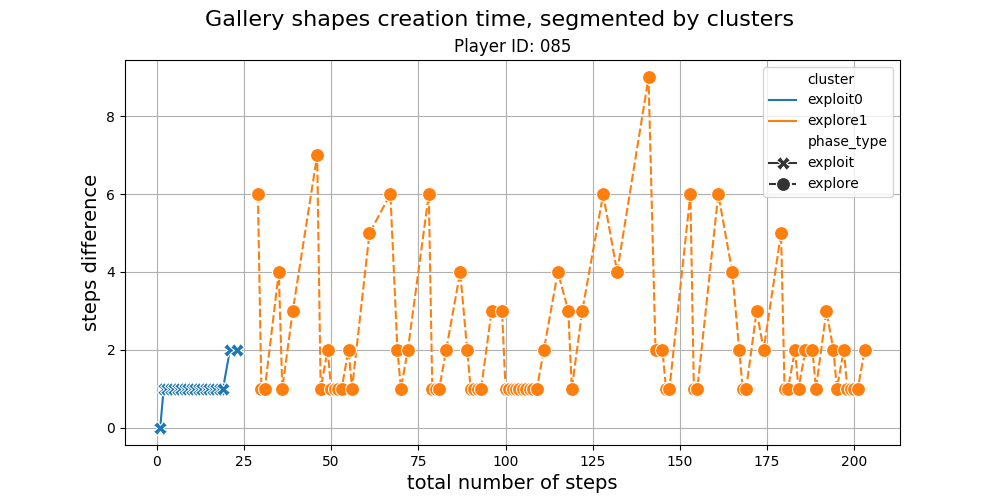 Gallery shapes creation time, segmented by clusters
Player ID: 085
cluster
exploit0
explore1
phase_type
exploit
explore
steps difference
8
6
4
2
0
0 25 50 75 100 125 150 175 200
total number of steps